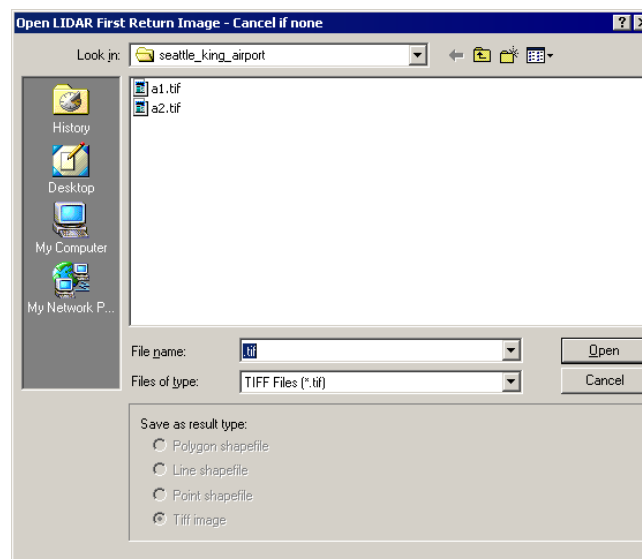 Open LIDAR First Return Image - Cancel if none
Look in: seattle_king_airport
a1.tif
a2.tif
History
Desktop
My Computer
My Network P...
File name: .tif
Open
Files of type: TIFF Files (*.tif)
Cancel
Save as result type:
Polygon shapefile
Line shapefile
Point shapefile
Tiff image